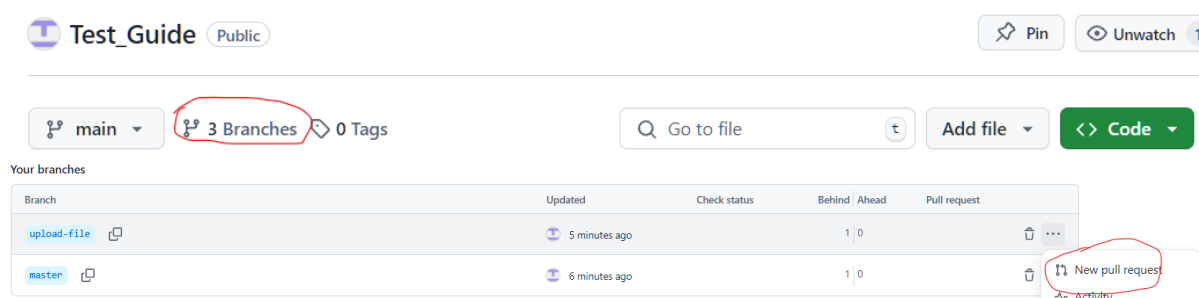 Test_Guide Public Pin Unwatch 1
main 3 Branches 0 Tags Go to file t Add file Code
Your branches
Branch Updated Check status Behind Ahead Pull request
upload-file 5 minutes ago 1 0
New pull request
master 6 minutes ago 1 0
Activity